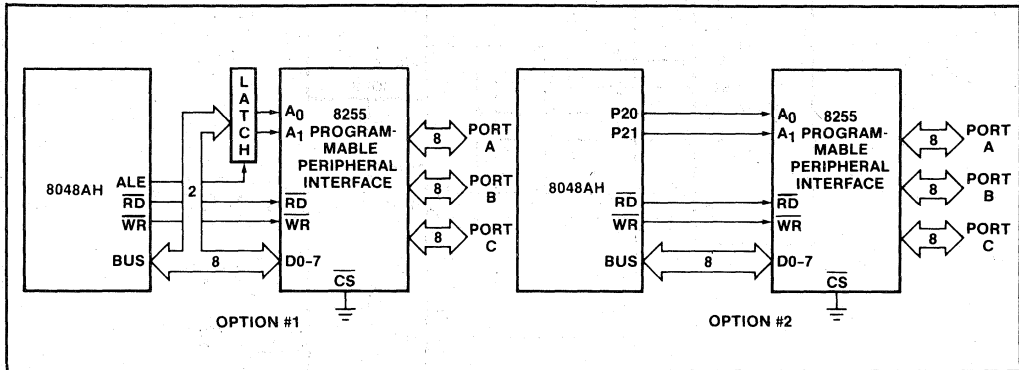 L
A
T
C
H
8048AH
ALE
RD
WR
BUS
2
8
A0
A1
8255
PROGRAM-
MABLE
PERIPHERAL
INTERFACE
RD
WR
D0-7
CS
8
PORT
A
8
PORT
B
8
PORT
C
OPTION #1
8048AH
P20
P21
RD
WR
BUS
8
A0
A1
8255
PROGRAM-
MABLE
PERIPHERAL
INTERFACE
RD
WR
D0-7
CS
8
PORT
A
8
PORT
B
8
PORT
C
OPTION #2